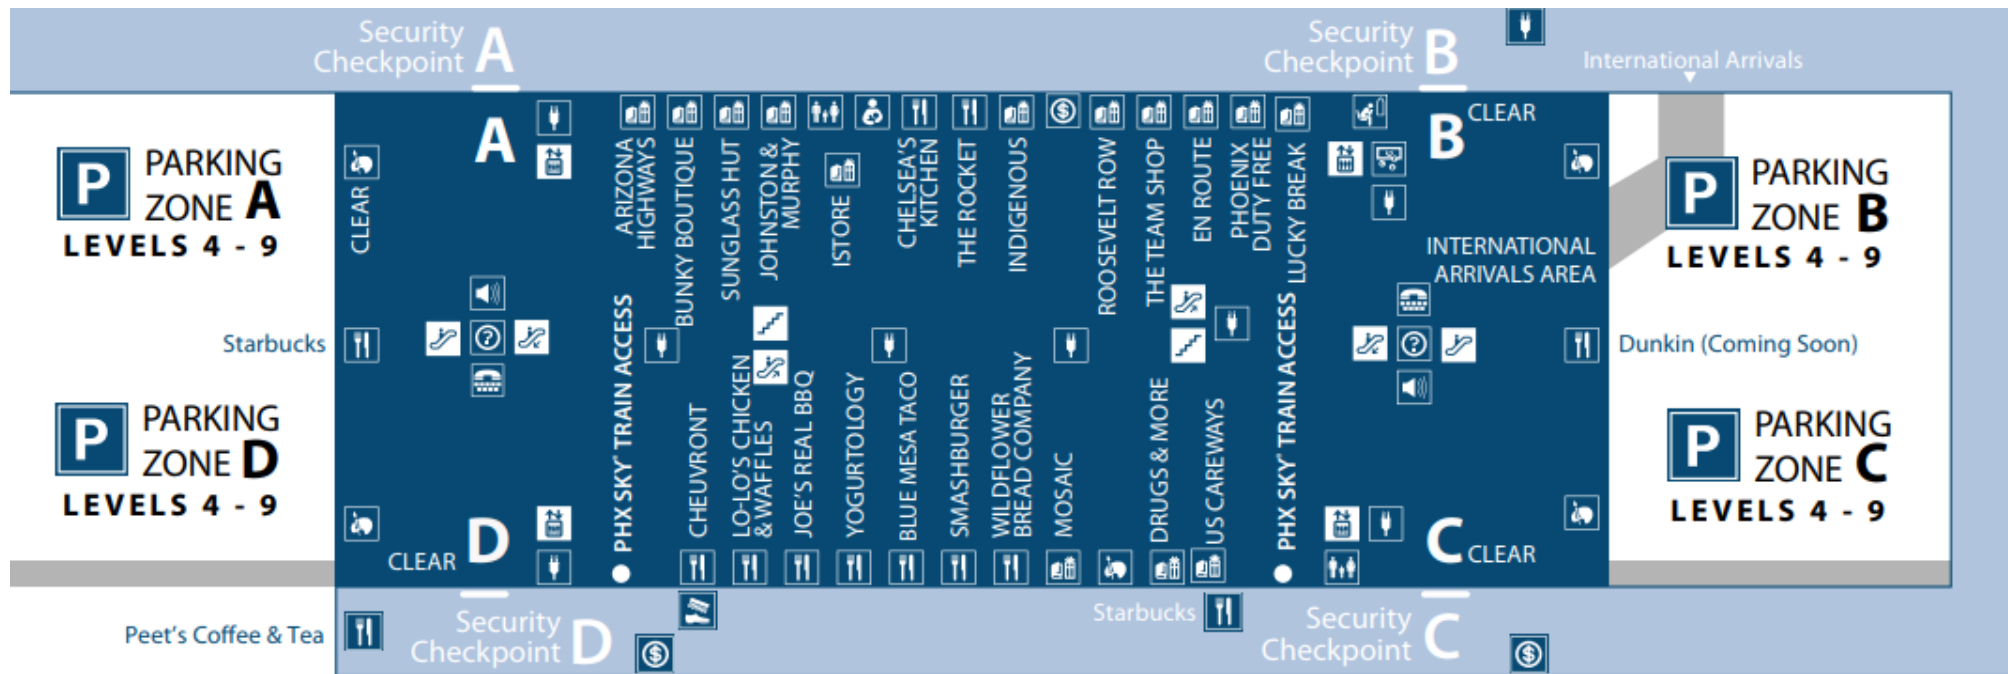 Security
Checkpoint A
Security
Checkpoint B
International Arrivals
P PARKING
ZONE A
LEVELS 4 - 9
CLEAR
A
ARIZONA
HIGHWAYS
BUNKY BOUTIQUE
SUNGLASS HUT
JOHNSTON &
MURPHY
ISTORE
CHELSEA'S
KITCHEN
THE ROCKET
INDIGENOUS
ROOSEVELT ROW
THE TEAM SHOP
EN ROUTE
PHOENIX
DUTY FREE
LUCKY BREAK
B CLEAR
INTERNATIONAL
ARRIVALS AREA
P PARKING
ZONE B
LEVELS 4 - 9
Starbucks
Dunkin (Coming Soon)
P PARKING
ZONE D
LEVELS 4 - 9
CLEAR D
PHX SKY TRAIN ACCESS
CHEUVRONT
LO-LO'S CHICKEN
& WAFFLES
JOE'S REAL BBQ
YOGURTOLOGY
BLUE MESA TACO
SMASHBURGER
WILDFLOWER
BREAD COMPANY
MOSAIC
DRUGS & MORE
US CAREWAYS
PHX SKY TRAIN ACCESS
C CLEAR
P PARKING
ZONE C
LEVELS 4 - 9
Peet's Coffee & Tea
Security
Checkpoint D
Starbucks
Security
Checkpoint C